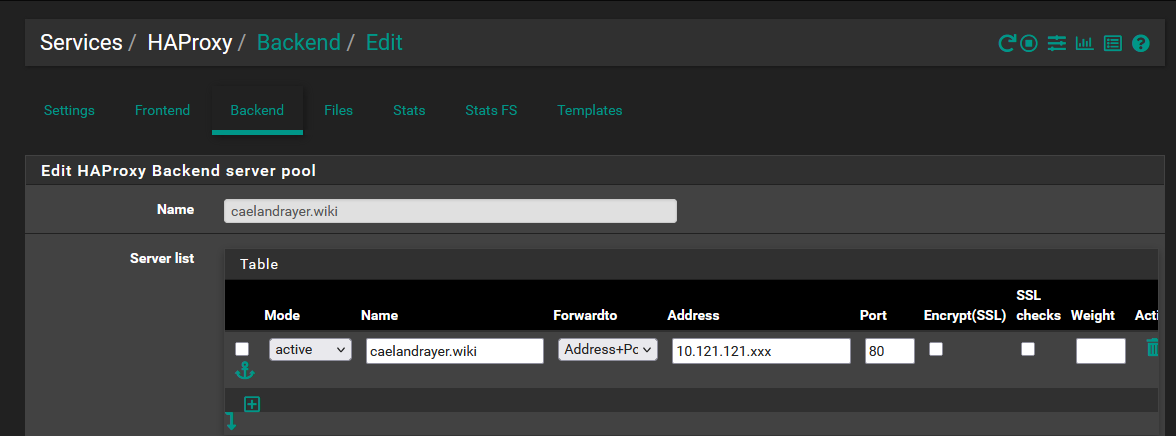 Services / HAProxy / Backend / Edit
Settings Frontend Backend Files Stats Stats FS Templates
Edit HAProxy Backend server pool
Name caelandrayer.wiki
Server list
Table
Mode Name Forwardto Address Port Encrypt(SSL) SSL checks Weight Acti
active caelandrayer.wiki Address+Po 10.121.121.xxx 80